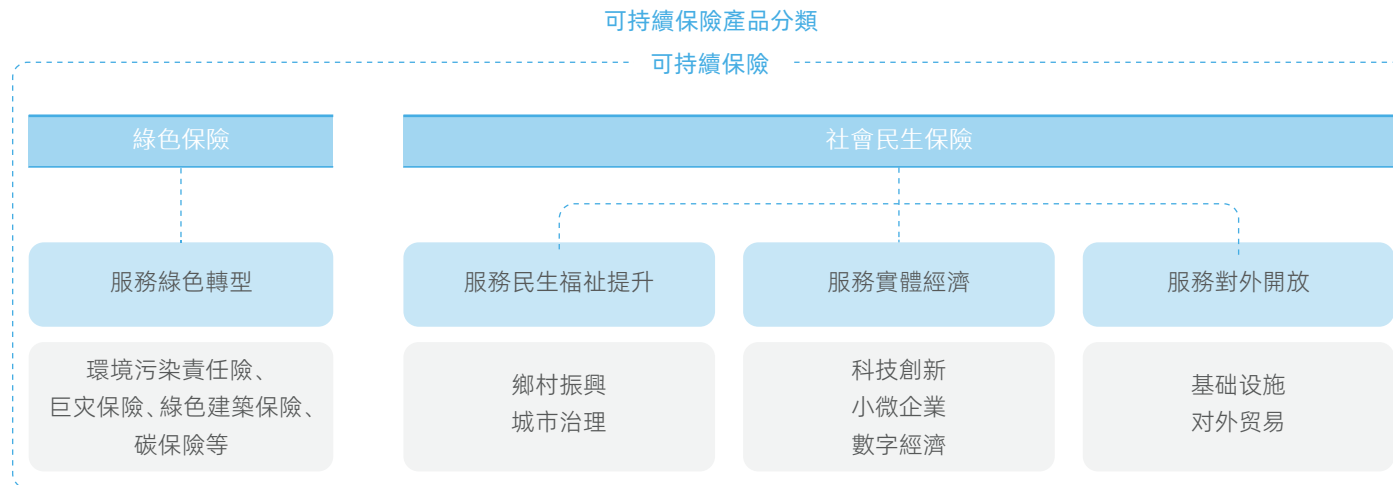 可持續保險產品分類
可持續保險
綠色保險
社會民生保險
服務綠色轉型
服務民生福祉提升
服務實體經濟
服務對外開放
環境污染責任險、
巨灾保險、綠色建築保險、
碳保險等
鄉村振興
城市治理
科技創新
小微企業
數字經濟
基础设施
对外贸易